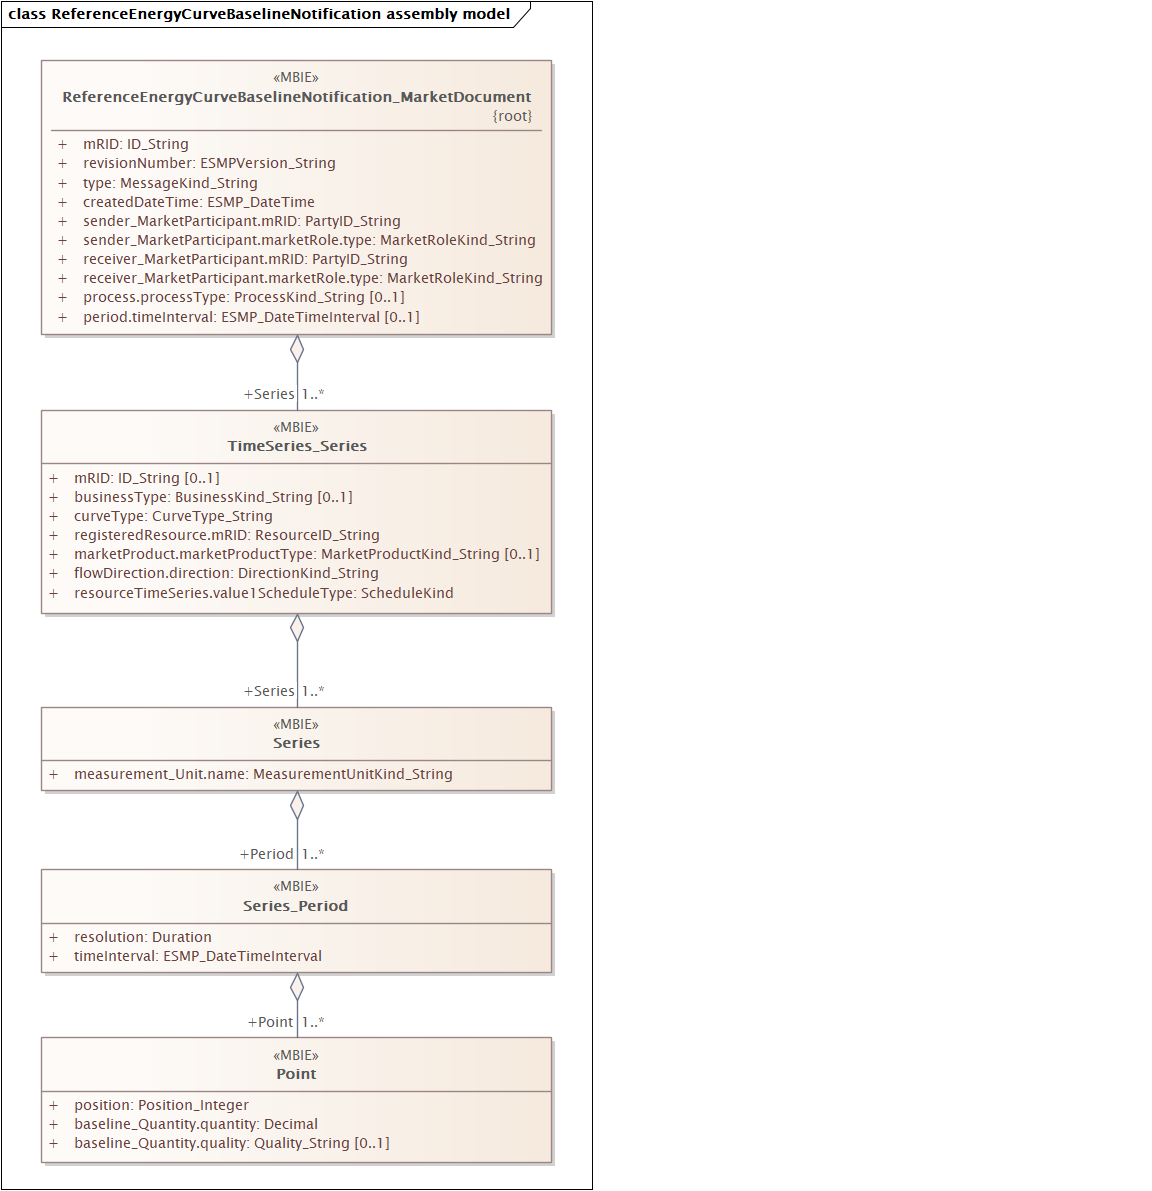 class ReferenceEnergyCurveBaselineNotification assembly model
«MBIE»
ReferenceEnergyCurveBaselineNotification_MarketDocument
{root}
+ mRID: ID_String
+ revisionNumber: ESMPVersion_String
+ type: MessageKind_String
+ createdDateTime: ESMP_DateTime
+ sender_MarketParticipant.mRID: PartyID_String
+ sender_MarketParticipant.marketRole.type: MarketRoleKind_String
+ receiver_MarketParticipant.mRID: PartyID_String
+ receiver_MarketParticipant.marketRole.type: MarketRoleKind_String
+ process.processType: ProcessKind_String [0..1]
+ period.timeInterval: ESMP_DateTimeInterval [0..1]
+Series 1..*
«MBIE»
TimeSeries_Series
+ mRID: ID_String [0..1]
+ businessType: BusinessKind_String [0..1]
+ curveType: CurveType_String
+ registeredResource.mRID: ResourceID_String
+ marketProduct.marketProductType: MarketProductKind_String [0..1]
+ flowDirection.direction: DirectionKind_String
+ resourceTimeSeries.value1ScheduleType: ScheduleKind
+Series 1..*
«MBIE»
Series
+ measurement_Unit.name: MeasurementUnitKind_String
+Period 1..*
«MBIE»
Series_Period
+ resolution: Duration
+ timeInterval: ESMP_DateTimeInterval
+Point 1..*
«MBIE»
Point
+ position: Position_Integer
+ baseline_Quantity.quantity: Decimal
+ baseline_Quantity.quality: Quality_String [0..1]